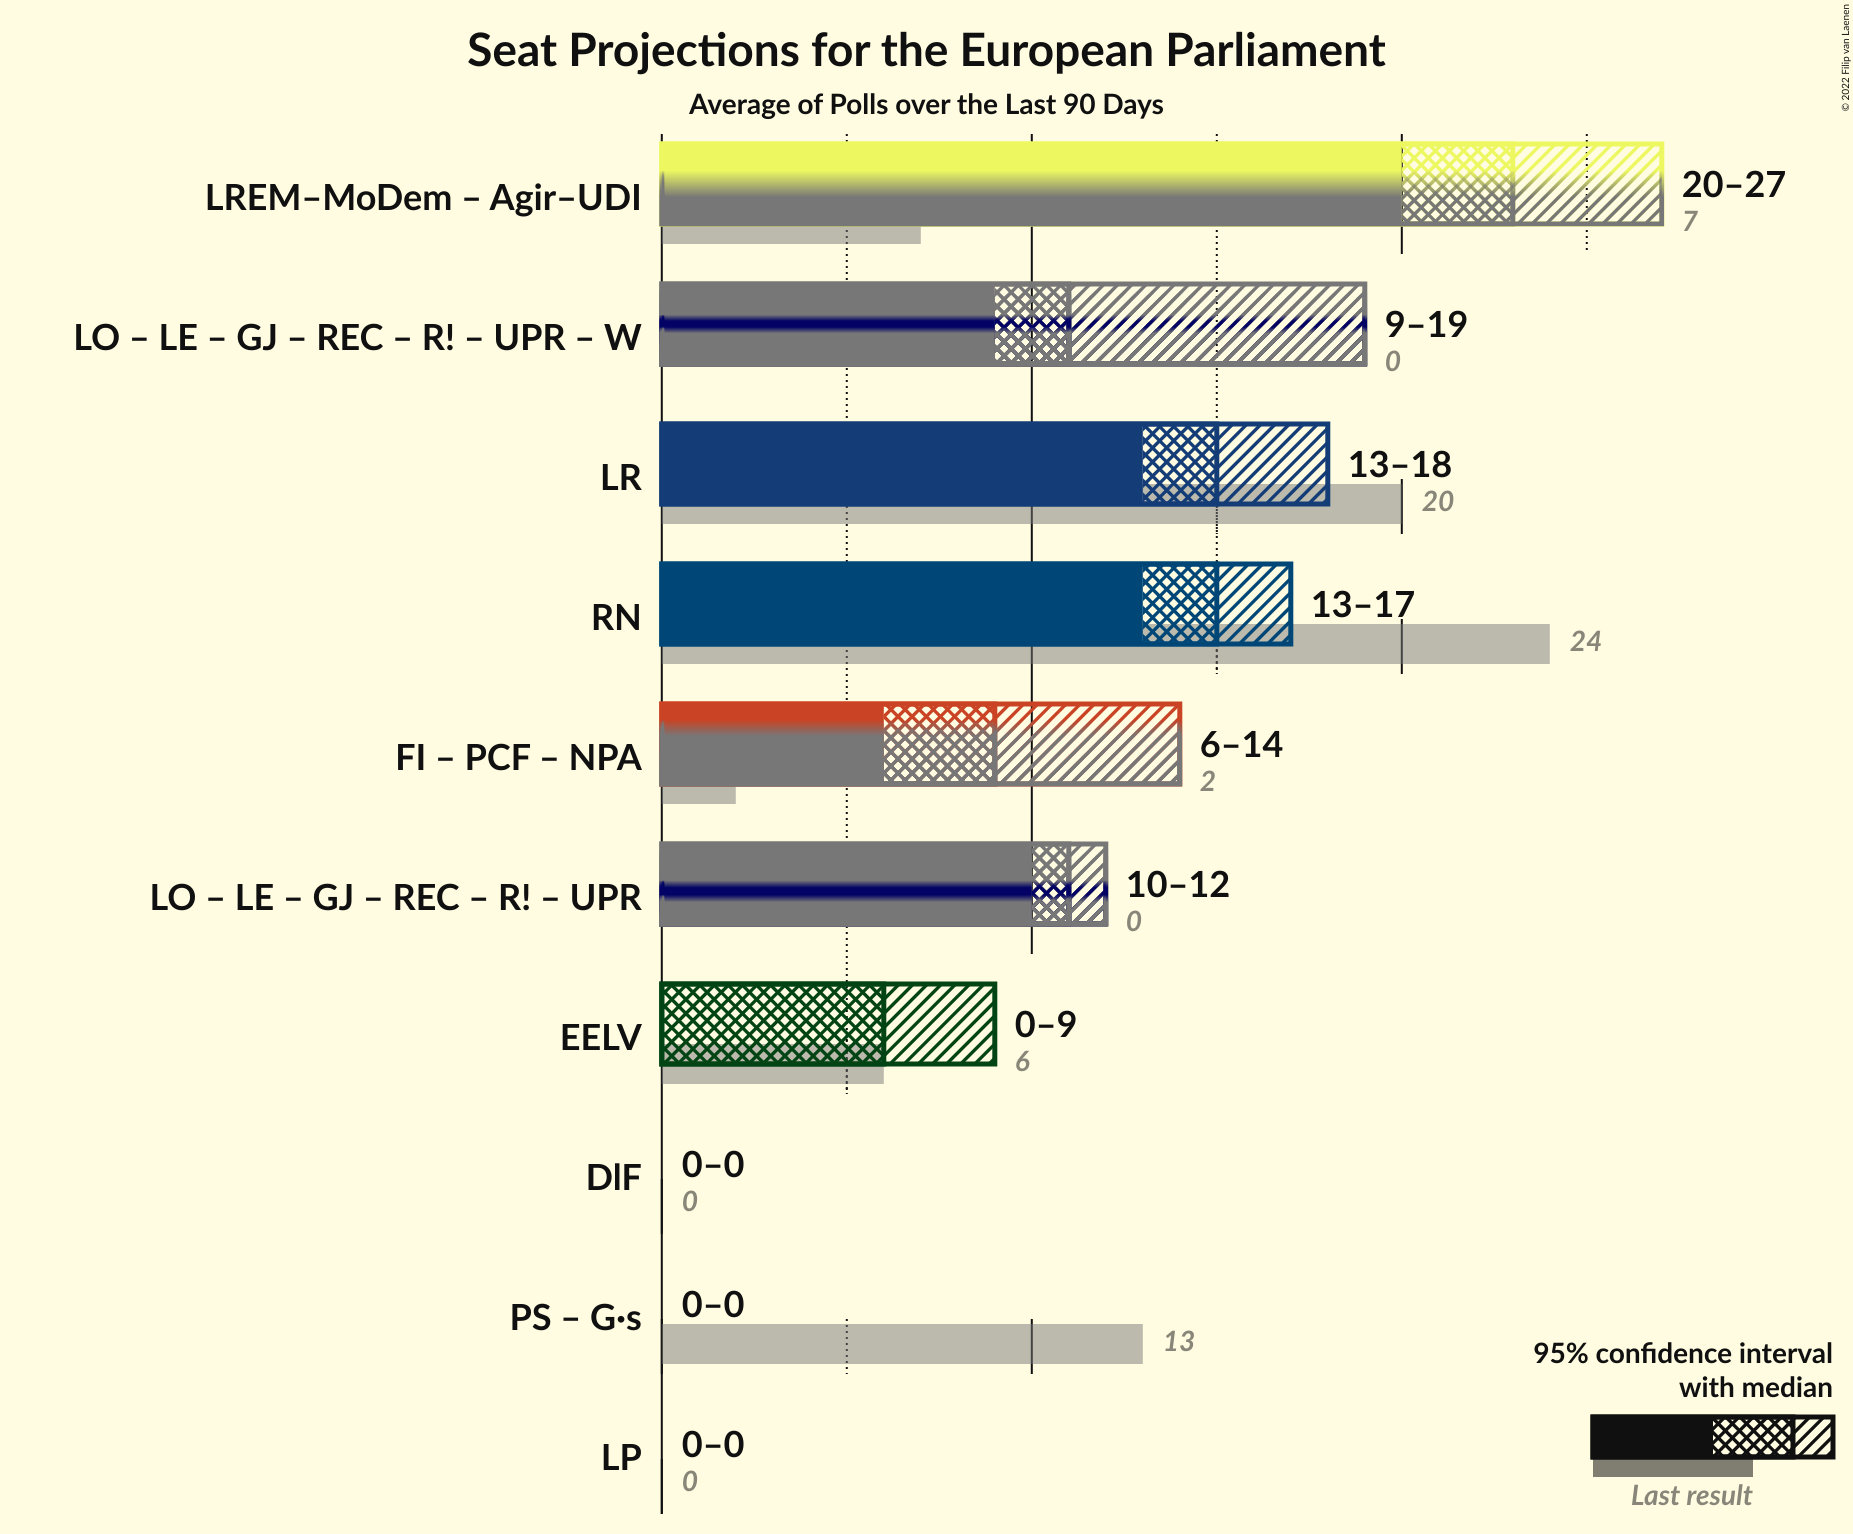 Seat Projections for the European Parliament
Average of Polls over the Last 90 Days
© 2022 Filip van Laenen
LREM–MoDem – Agir–UDI
20–27
7
LO – LE – GJ – REC – R! – UPR – W
9–19
0
LR
13–18
20
RN
13–17
24
FI – PCF – NPA
6–14
2
LO – LE – GJ – REC – R! – UPR
10–12
0
EELV
0–9
6
DlF
0–0
0
PS – G·s
0–0
13
LP
0–0
0
95% confidence interval
with median
Last result